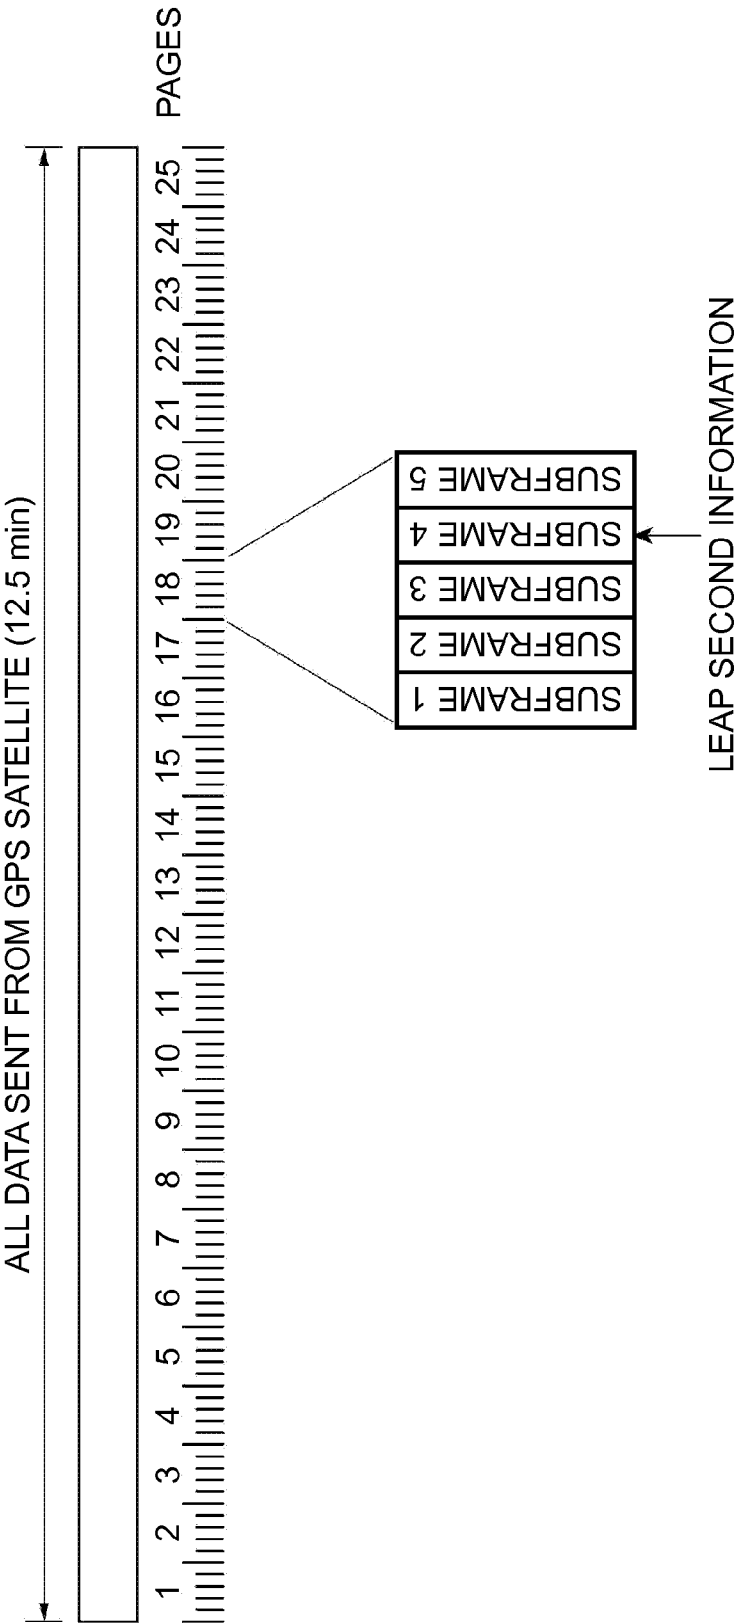 ALL DATA SENT FROM GPS SATELLITE (12.5 min)
1 2 3 4 5 6 7 8 9 10 11 12 13 14 15 16 17 18 19 20 21 22 23 24 25 PAGES
SUBFRAME 1
SUBFRAME 2
SUBFRAME 3
SUBFRAME 4
SUBFRAME 5
LEAP SECOND INFORMATION